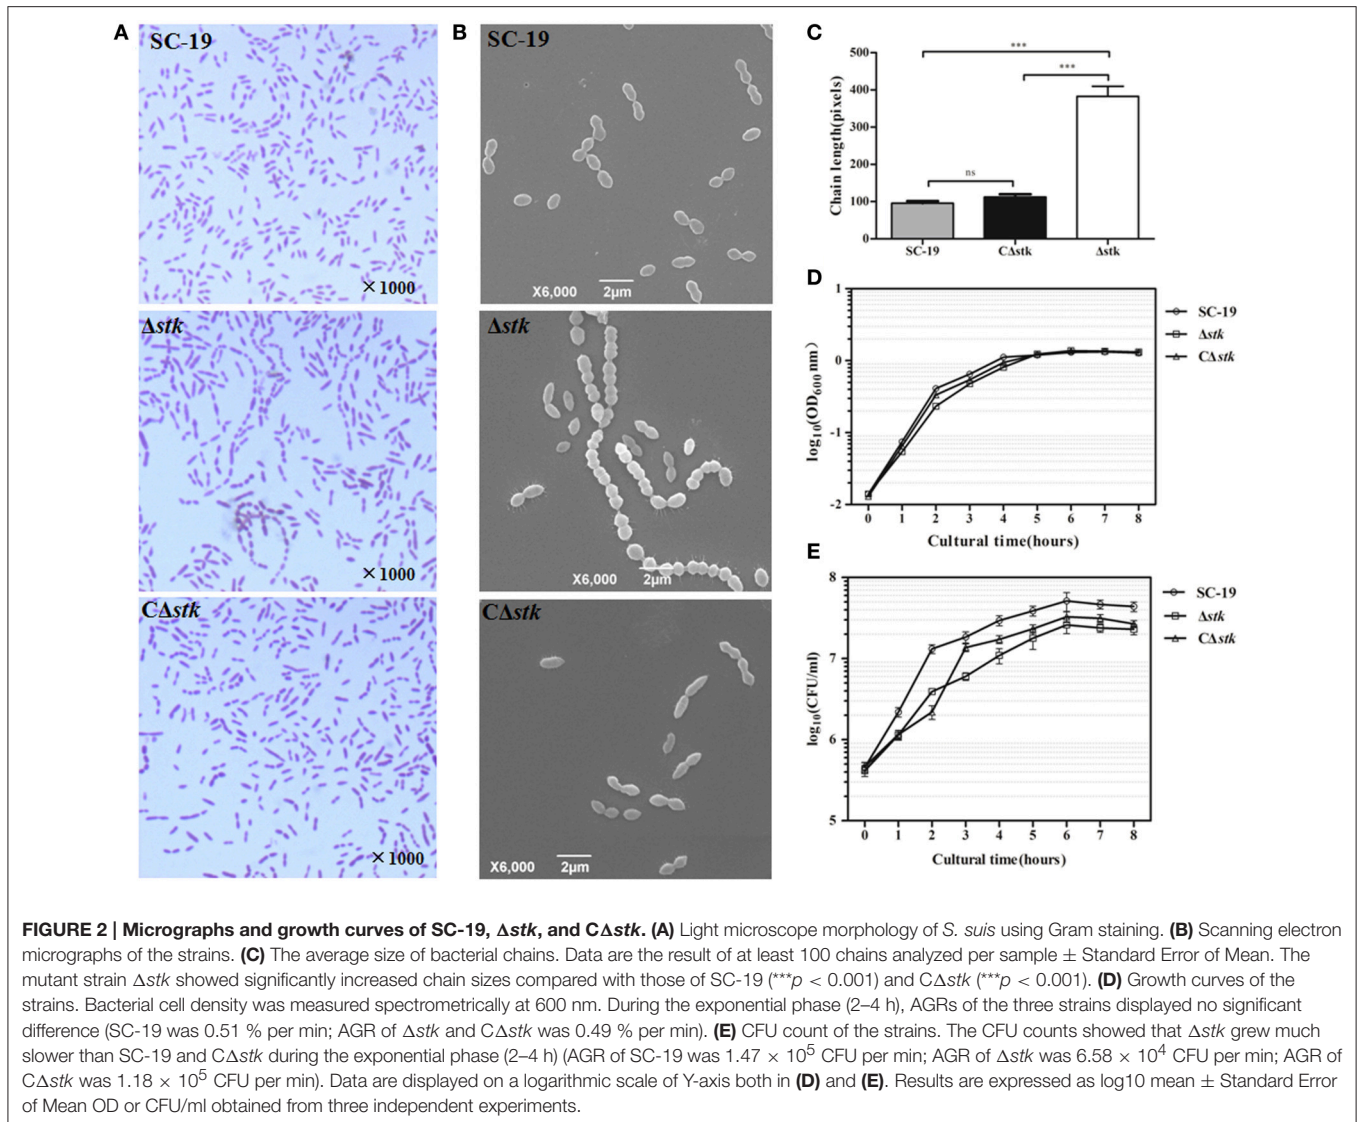 A
SC-19
×1000
Δstk
×1000
CΔstk
×1000
B
SC-19
X6,000 2µm
Δstk
X6,000 2µm
CΔstk
X6,000 2µm
C
Chain length(pixels)
500
400
300
200
100
0
***
***
ns
SC-19 CΔstk Δstk
D
log10(OD600nm)
1
0
-1
-2
0 1 2 3 4 5 6 7 8
Cultural time(hours)
SC-19
Δstk
CΔstk
E
log10(CFU/ml)
8
7
6
5
0 1 2 3 4 5 6 7 8
Cultural time(hours)
SC-19
Δstk
CΔstk
FIGURE 2 | Micrographs and growth curves of SC-19, Δstk, and CΔstk. (A) Light microscope morphology of S. suis using Gram staining. (B) Scanning electron
micrographs of the strains. (C) The average size of bacterial chains. Data are the result of at least 100 chains analyzed per sample ± Standard Error of Mean. The
mutant strain Δstk showed significantly increased chain sizes compared with those of SC-19 (***p < 0.001) and CΔstk (***p < 0.001). (D) Growth curves of the
strains. Bacterial cell density was measured spectrometrically at 600 nm. During the exponential phase (2–4 h), AGRs of the three strains displayed no significant
difference (SC-19 was 0.51 % per min; AGR of Δstk and CΔstk was 0.49 % per min). (E) CFU count of the strains. The CFU counts showed that Δstk grew much
slower than SC-19 and CΔstk during the exponential phase (2–4 h) (AGR of SC-19 was 1.47 × 10⁵ CFU per min; AGR of Δstk was 6.58 × 10⁴ CFU per min; AGR of
CΔstk was 1.18 × 10⁵ CFU per min). Data are displayed on a logarithmic scale of Y-axis both in (D) and (E). Results are expressed as log10 mean ± Standard Error
of Mean OD or CFU/ml obtained from three independent experiments.